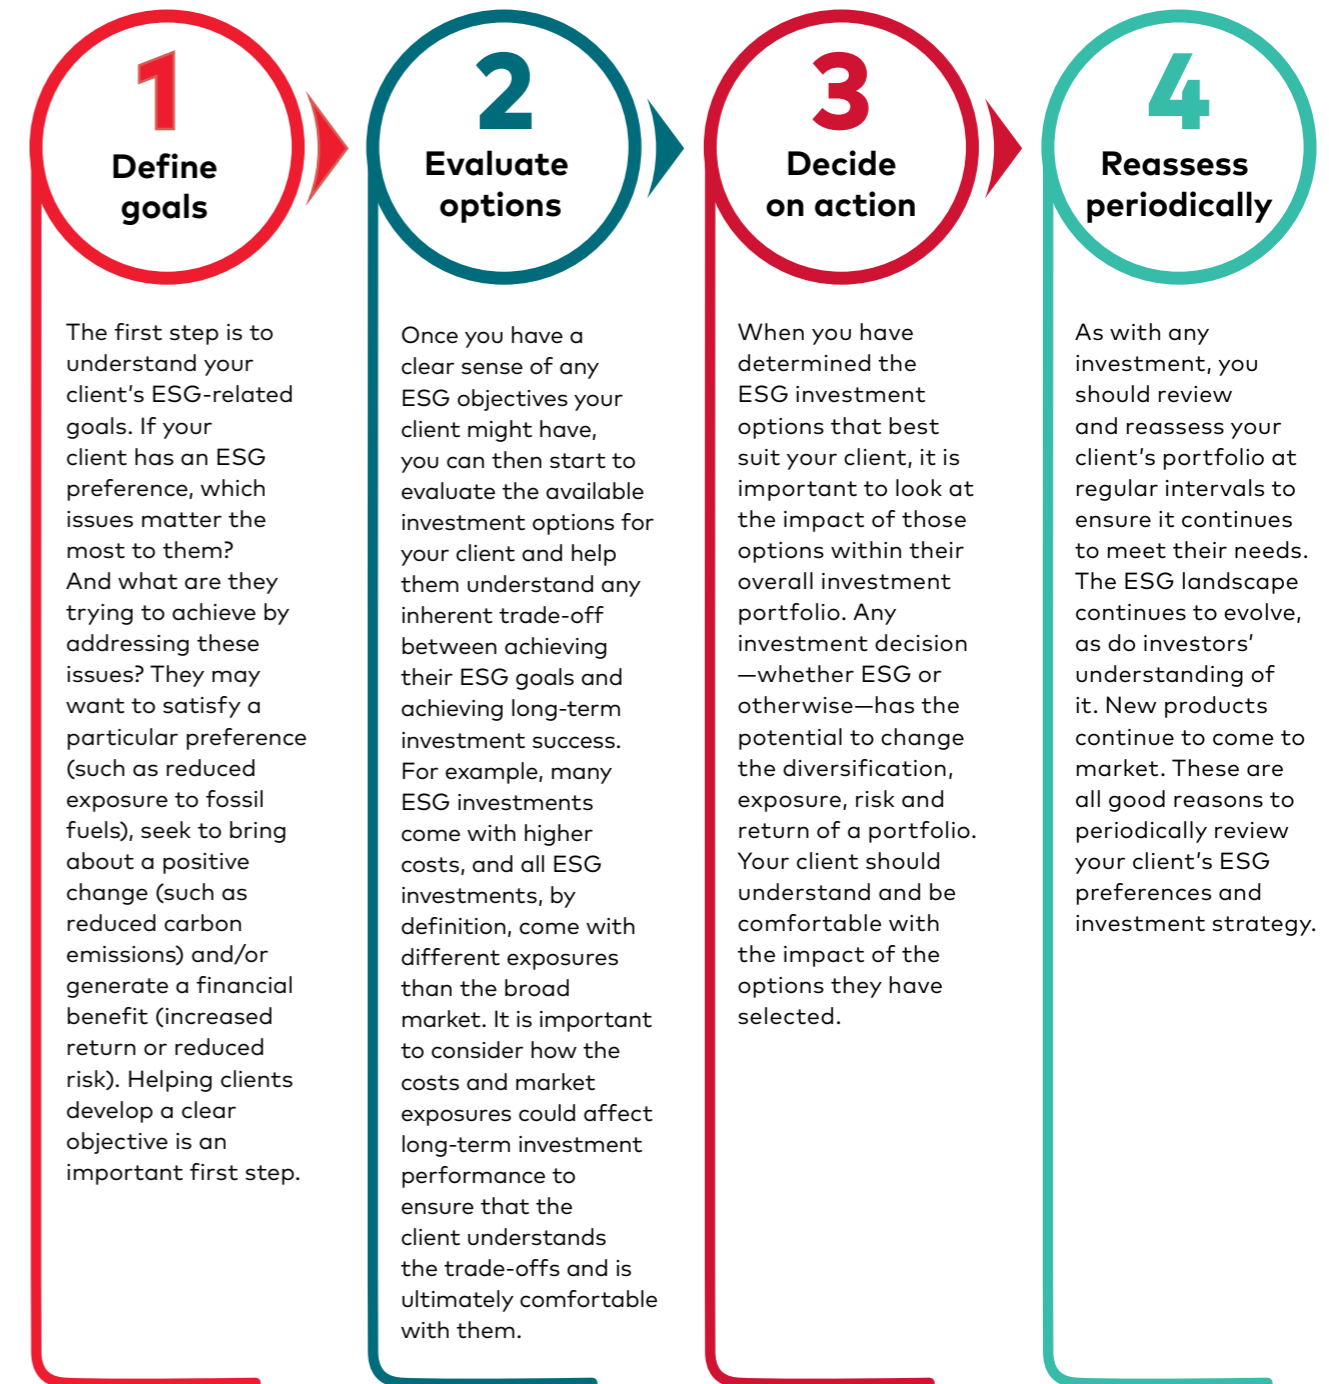 1
Define
goals
The first step is to
understand your
client's ESG-related
goals. If your
client has an ESG
preference, which
issues matter the
most to them?
And what are they
trying to achieve by
addressing these
issues? They may
want to satisfy a
particular preference
(such as reduced
exposure to fossil
fuels), seek to bring
about a positive
change (such as
reduced carbon
emissions) and/or
generate a financial
benefit (increased
return or reduced
risk). Helping clients
develop a clear
objective is an
important first step.
2
Evaluate
options
Once you have a
clear sense of any
ESG objectives your
client might have,
you can then start to
evaluate the available
investment options for
your client and help
them understand any
inherent trade-off
between achieving
their ESG goals and
achieving long-term
investment success.
For example, many
ESG investments
come with higher
costs, and all ESG
investments, by
definition, come with
different exposures
than the broad
market. It is important
to consider how the
costs and market
exposures could affect
long-term investment
performance to
ensure that the
client understands
the trade-offs and is
ultimately comfortable
with them.
3
Decide
on action
When you have
determined the
ESG investment
options that best
suit your client, it is
important to look at
the impact of those
options within their
overall investment
portfolio. Any
investment decision
—whether ESG or
otherwise—has the
potential to change
the diversification,
exposure, risk and
return of a portfolio.
Your client should
understand and be
comfortable with
the impact of the
options they have
selected.
4
Reassess
periodically
As with any
investment, you
should review
and reassess your
client's portfolio at
regular intervals to
ensure it continues
to meet their needs.
The ESG landscape
continues to evolve,
as do investors'
understanding of
it. New products
continue to come to
market. These are
all good reasons to
periodically review
your client's ESG
preferences and
investment strategy.